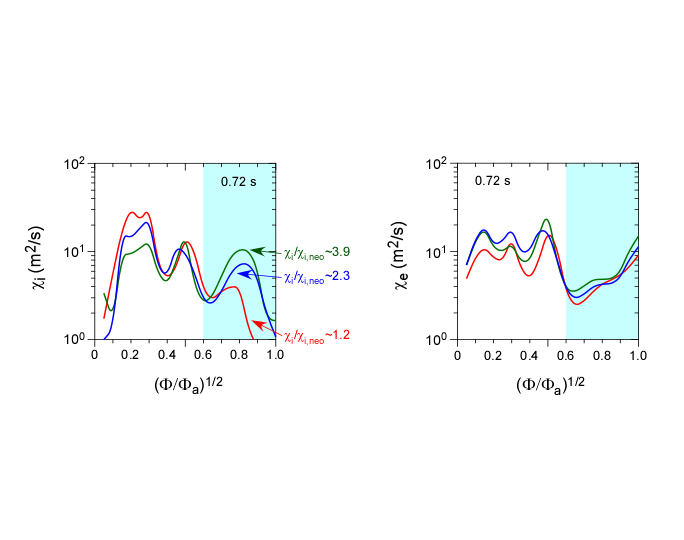 10²
10¹
10⁰
χi (m²/s)
0.72 s
χi/χi,neo~3.9
χi/χi,neo~2.3
χi/χi,neo~1.2
0 0.2 0.4 0.6 0.8 1.0
(Φ/Φa)1/2
10²
10¹
10⁰
χe (m²/s)
0.72 s
0 0.2 0.4 0.6 0.8 1.0
(Φ/Φa)1/2